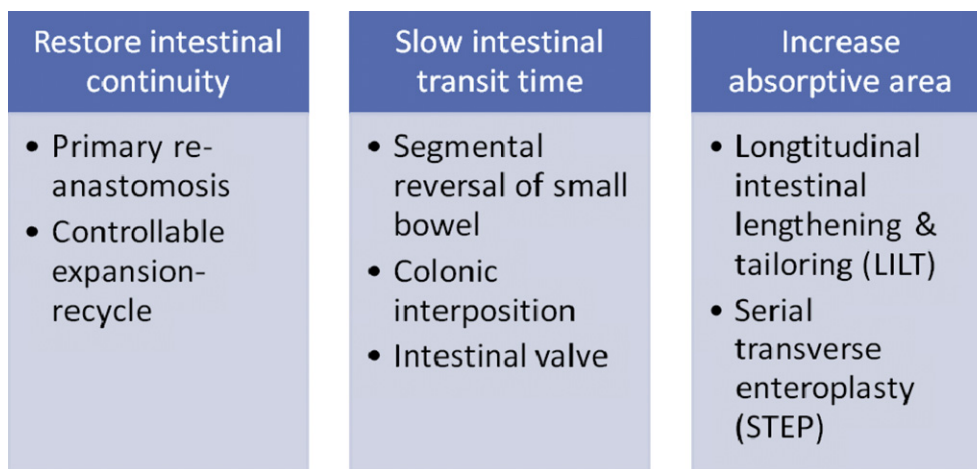 Restore intestinal
continuity
• Primary re-
anastomosis
• Controllable
expansion-
recycle
Slow intestinal
transit time
• Segmental
reversal of small
bowel
• Colonic
interposition
• Intestinal valve
Increase
absorptive area
• Longtitudinal
intestinal
lengthening &
tailoring (LILT)
• Serial
transverse
enteroplasty
(STEP)